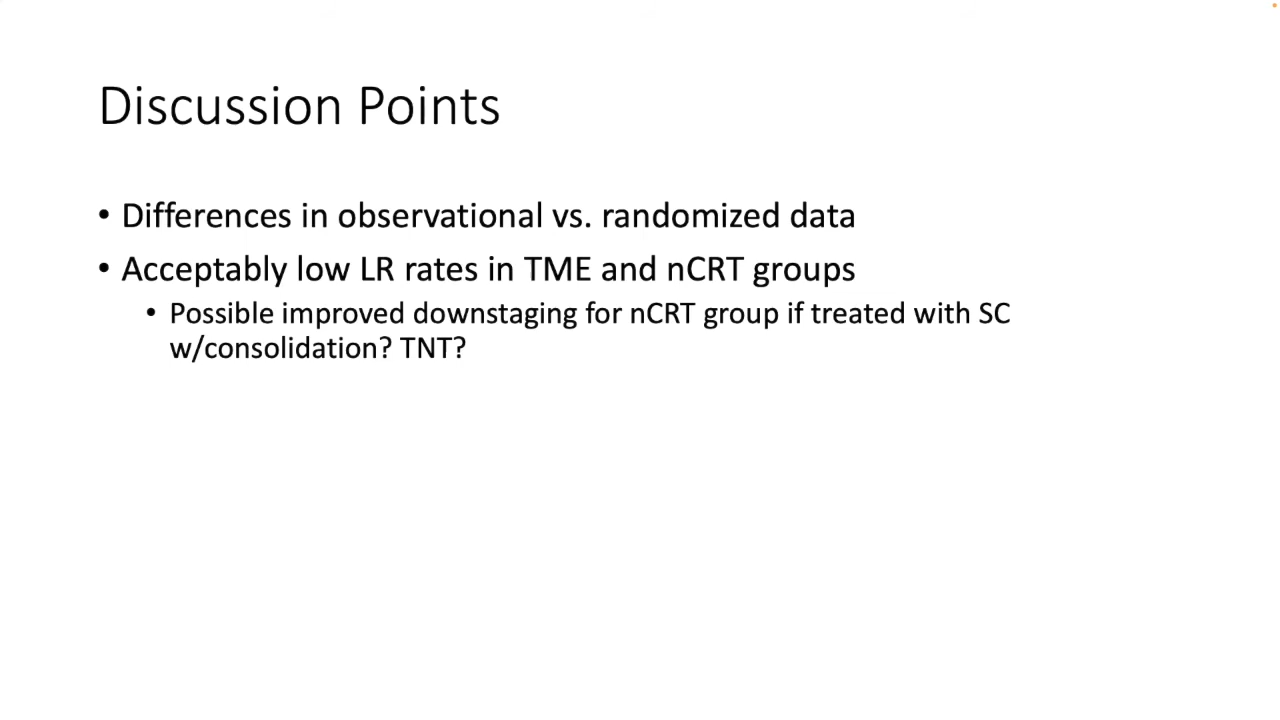 Discussion Points
• Differences in observational vs. randomized data
• Acceptably low LR rates in TME and nCRT groups
• Possible improved downstaging for nCRT group if treated with SC
w/consolidation? TNT?